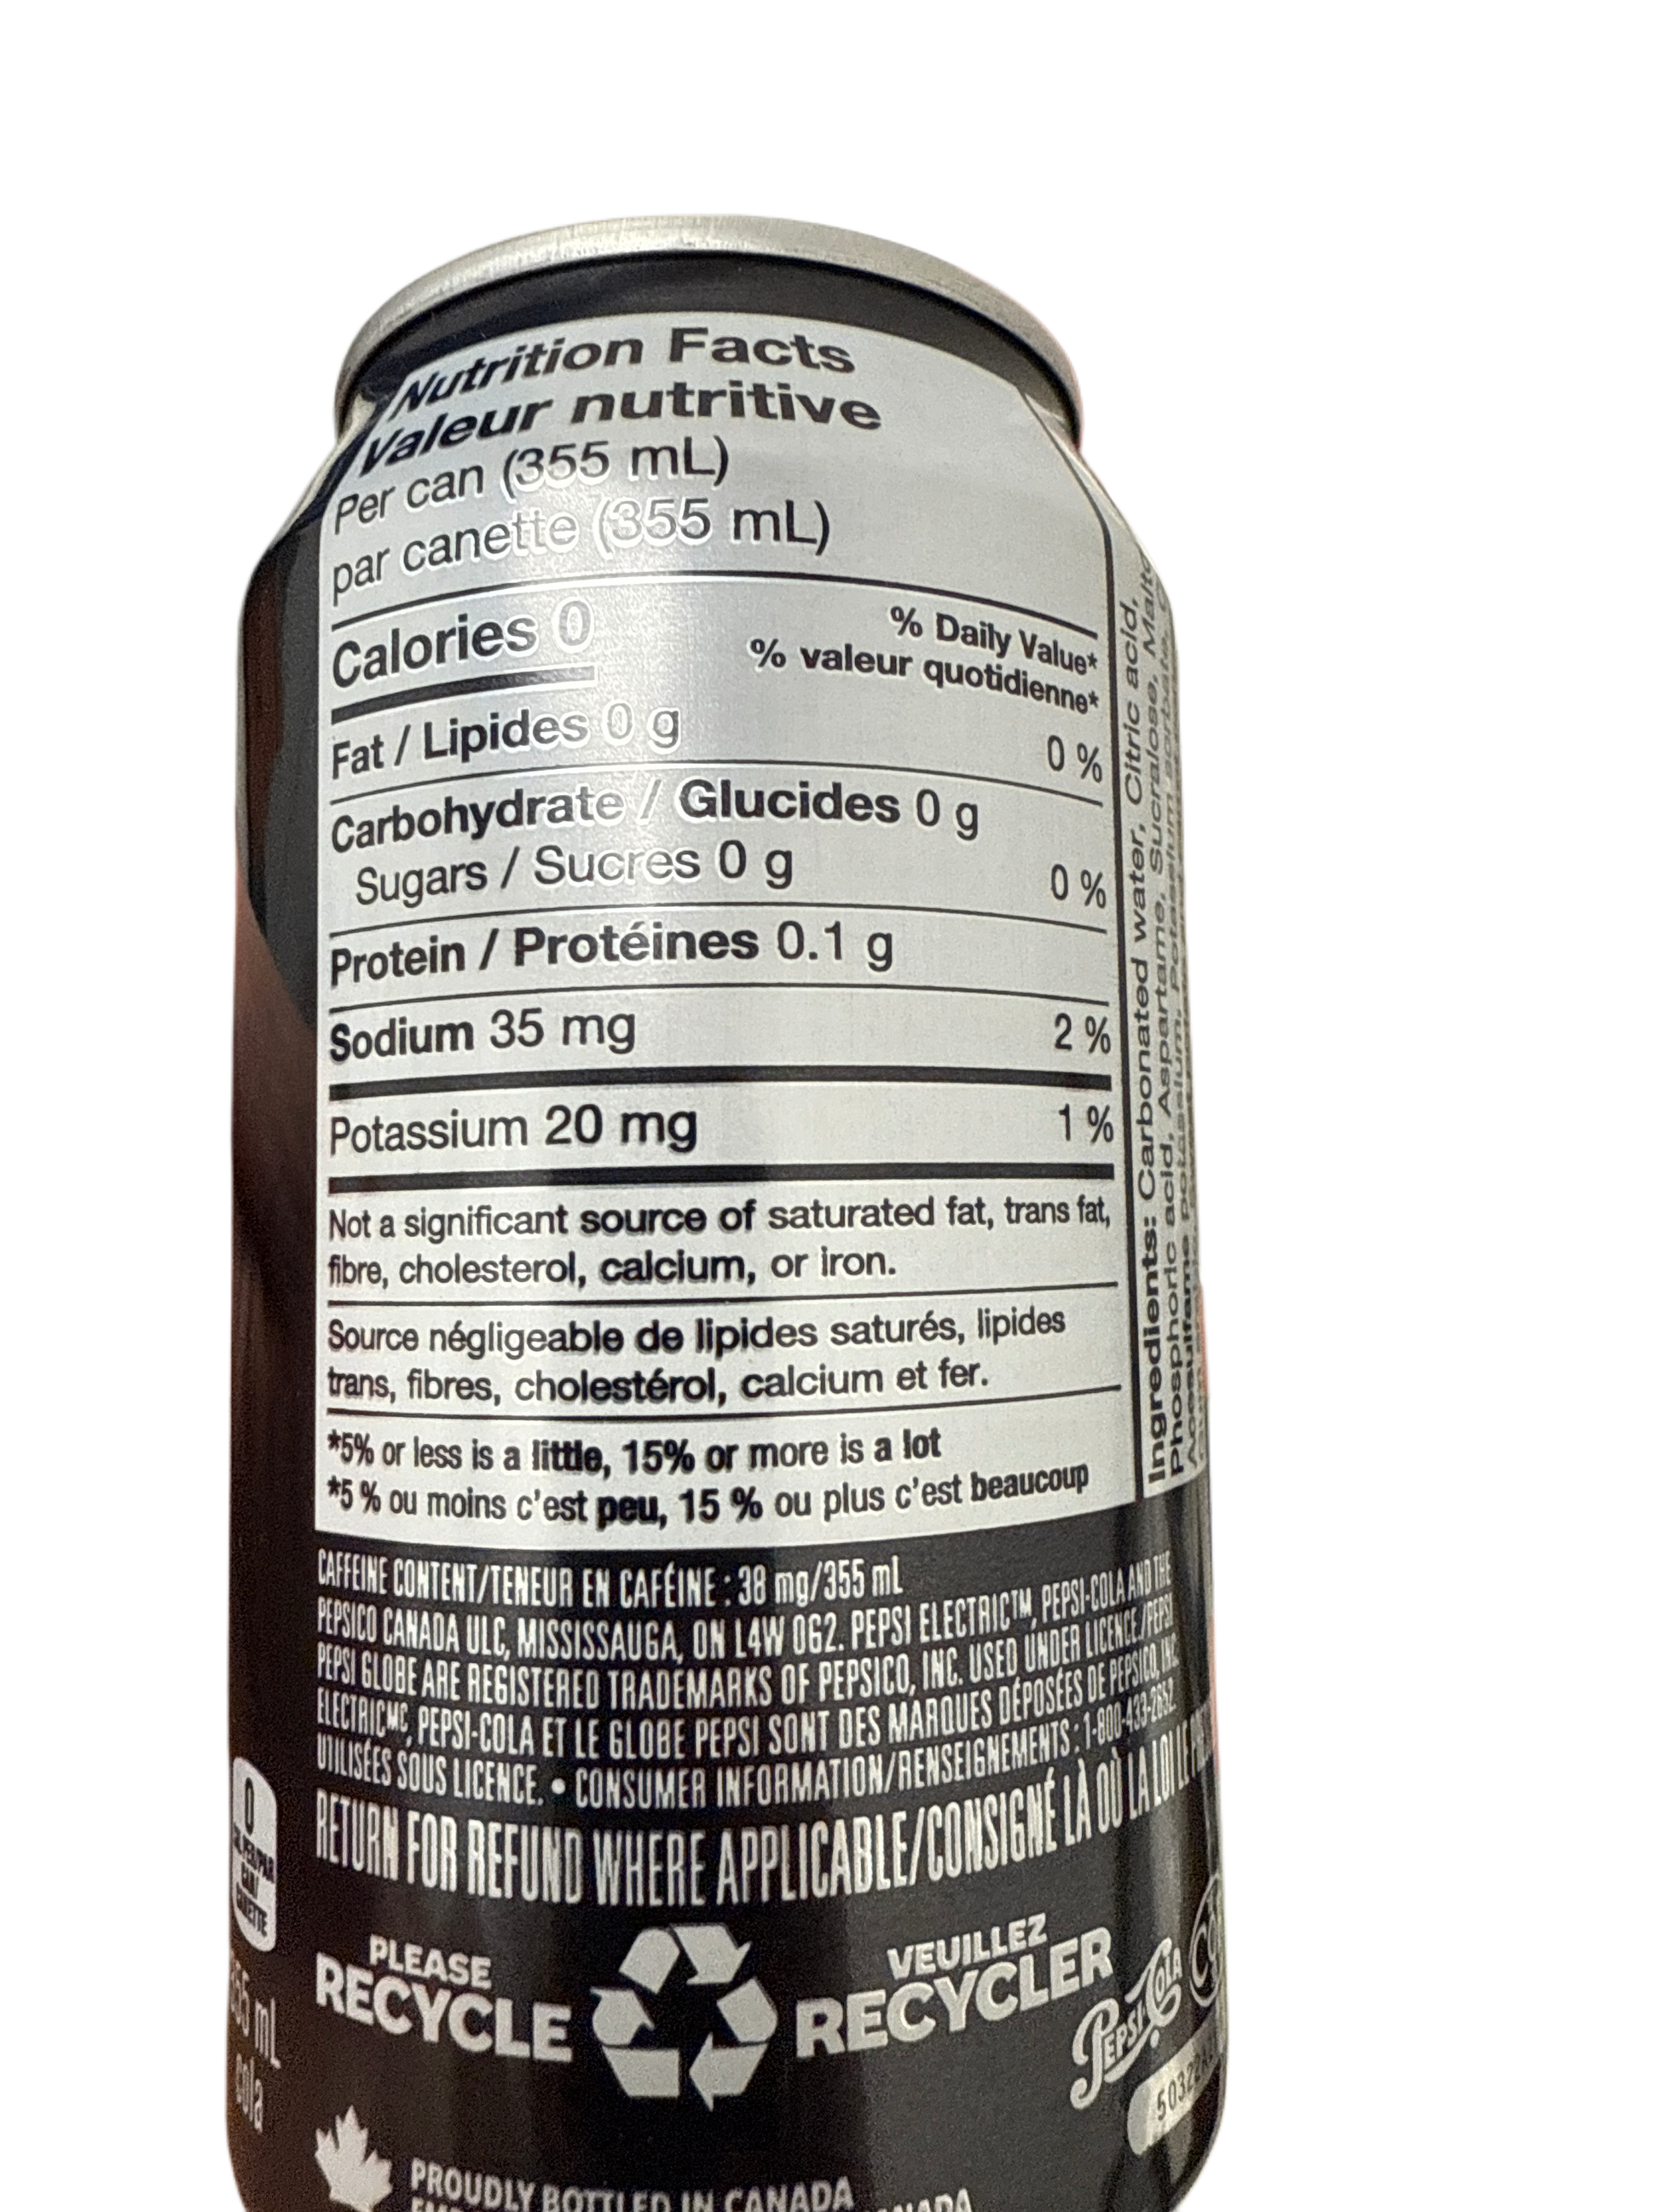 Nutrition Facts
Valeur nutritive
Per can (355 mL)
par canette (355 mL)
Calories 0
% Daily Value*
% valeur quotidienne*
Fat / Lipides 0 g 0 %
Carbohydrate / Glucides 0 g
Sugars / Sucres 0 g 0 %
Protein / Protéines 0.1 g
Sodium 35 mg 2 %
Potassium 20 mg 1 %
Not a significant source of saturated fat, trans fat,
fibre, cholesterol, calcium, or iron.
Source négligeable de lipides saturés, lipides
trans, fibres, cholestérol, calcium et fer.
*5% or less is a little, 15% or more is a lot
*5 % ou moins c'est peu, 15 % ou plus c'est beaucoup
Ingredients: Carbonated water, Citric acid,
Phosphoric acid, Aspartame, Sucralose,
Acesulfame potassium, Potassium sorbate,
CAFFEINE CONTENT/TENEUR EN CAFÉINE : 38 mg/355 mL
PEPSICO CANADA ULC, MISSISSAUGA, ON L4W 0G2. PEPSI ELECTRIC™, PEPSI-COLA AND THE
PEPSI GLOBE ARE REGISTERED TRADEMARKS OF PEPSICO, INC. USED UNDER LICENCE./PEPSI
ELECTRICMC, PEPSI-COLA ET LE GLOBE PEPSI SONT DES MARQUES DÉPOSÉES DE PEPSICO, INC.
UTILISÉES SOUS LICENCE. • CONSUMER INFORMATION/RENSEIGNEMENTS : 1-800-433-2652
RETURN FOR REFUND WHERE APPLICABLE/CONSIGNÉ LÀ OÙ LA LOI LE
PLEASE
RECYCLE
VEUILLEZ
RECYCLER
PEPSI-COLA
0
mL
cola
PROUDLY BOTTLED IN CANADA